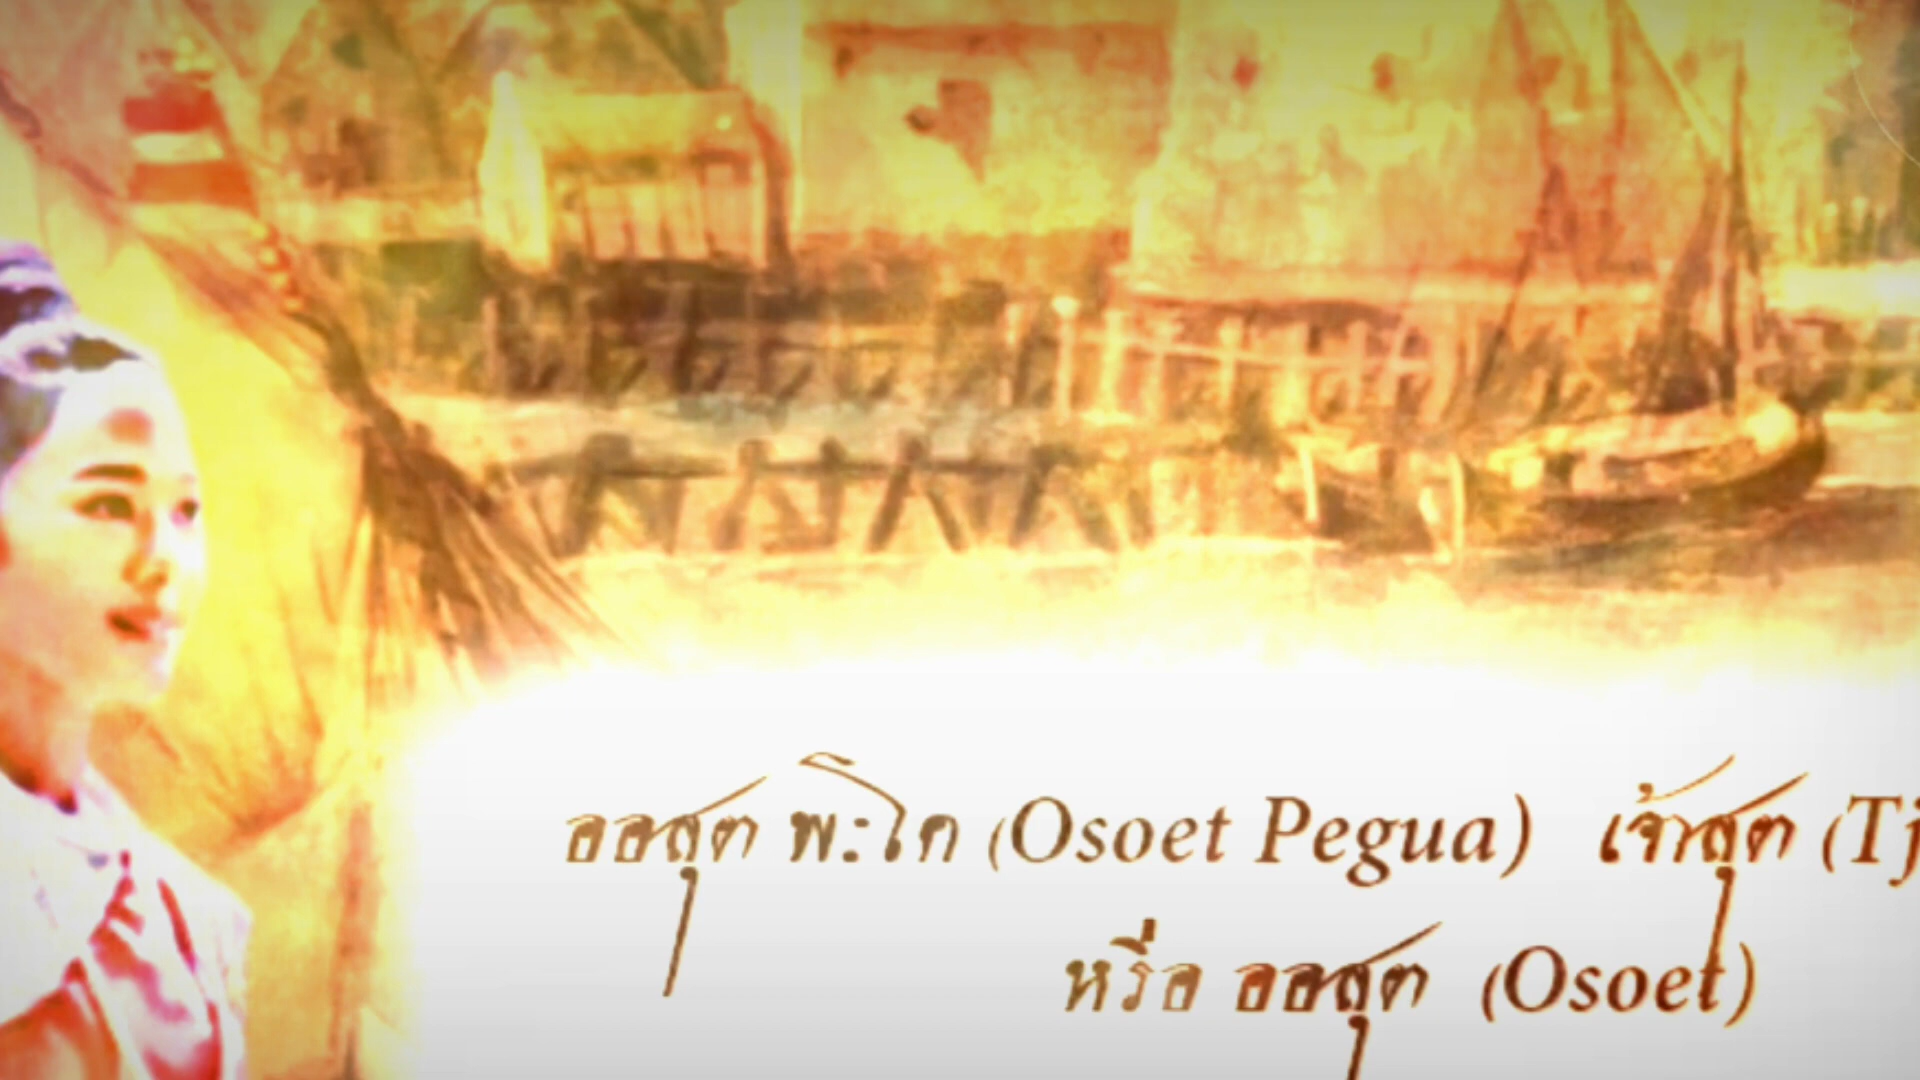 ออสุต พะโค (Osoet Pegua) เจ้าสุต (Tj
หรือ ออสุต (Osoet)